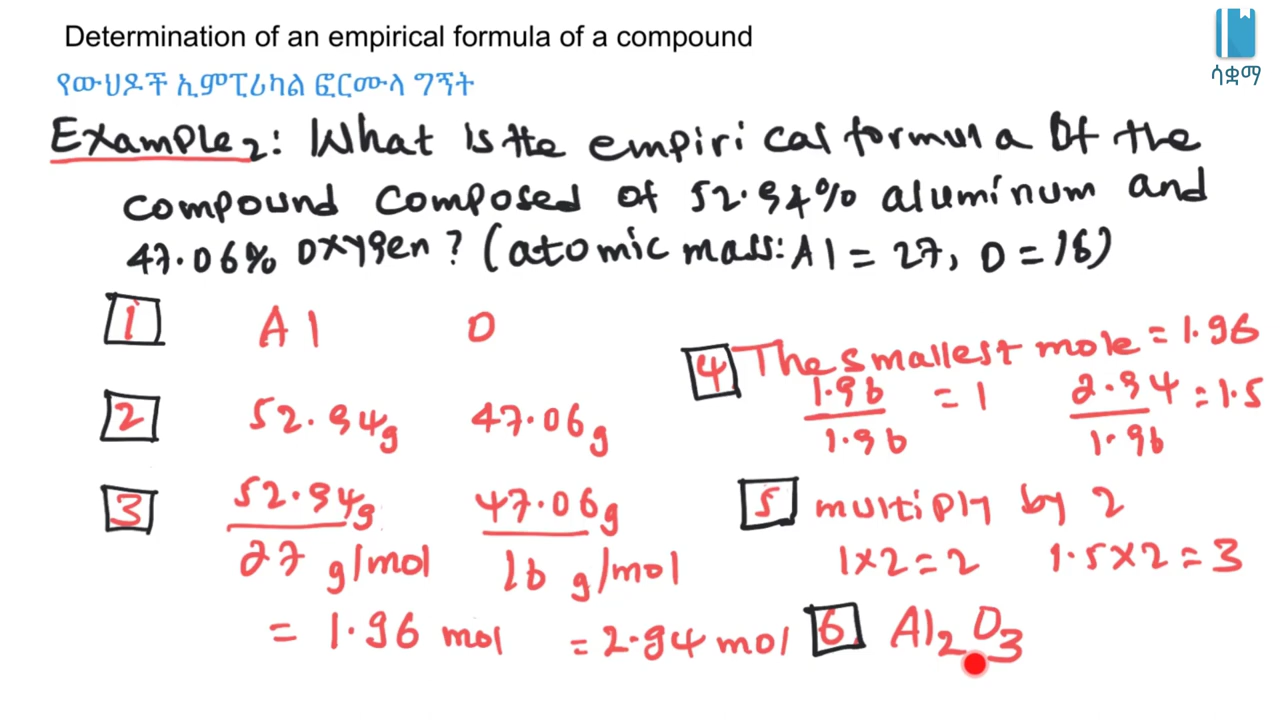 Determination of an empirical formula of a compound
ሳቋማ
የውህዶች ኢምፒሪካል ፎርሙላ ግኝት
Example 2: What is the empirical formula Of the
compound composed of 52.94% aluminum and
47.06% oxygen? (atomic mass: Al = 27, O = 16)
1 Al O
2 52.94g 47.06g
3 52.94g / 27 g/mol 47.06g / 16 g/mol
= 1.96 mol = 2.94 mol
4 The smallest mole = 1.96
1.96 / 1.96 = 1 2.94 / 1.96 = 1.5
5 multiply by 2
1x2=2 1.5x2=3
6 Al2O3